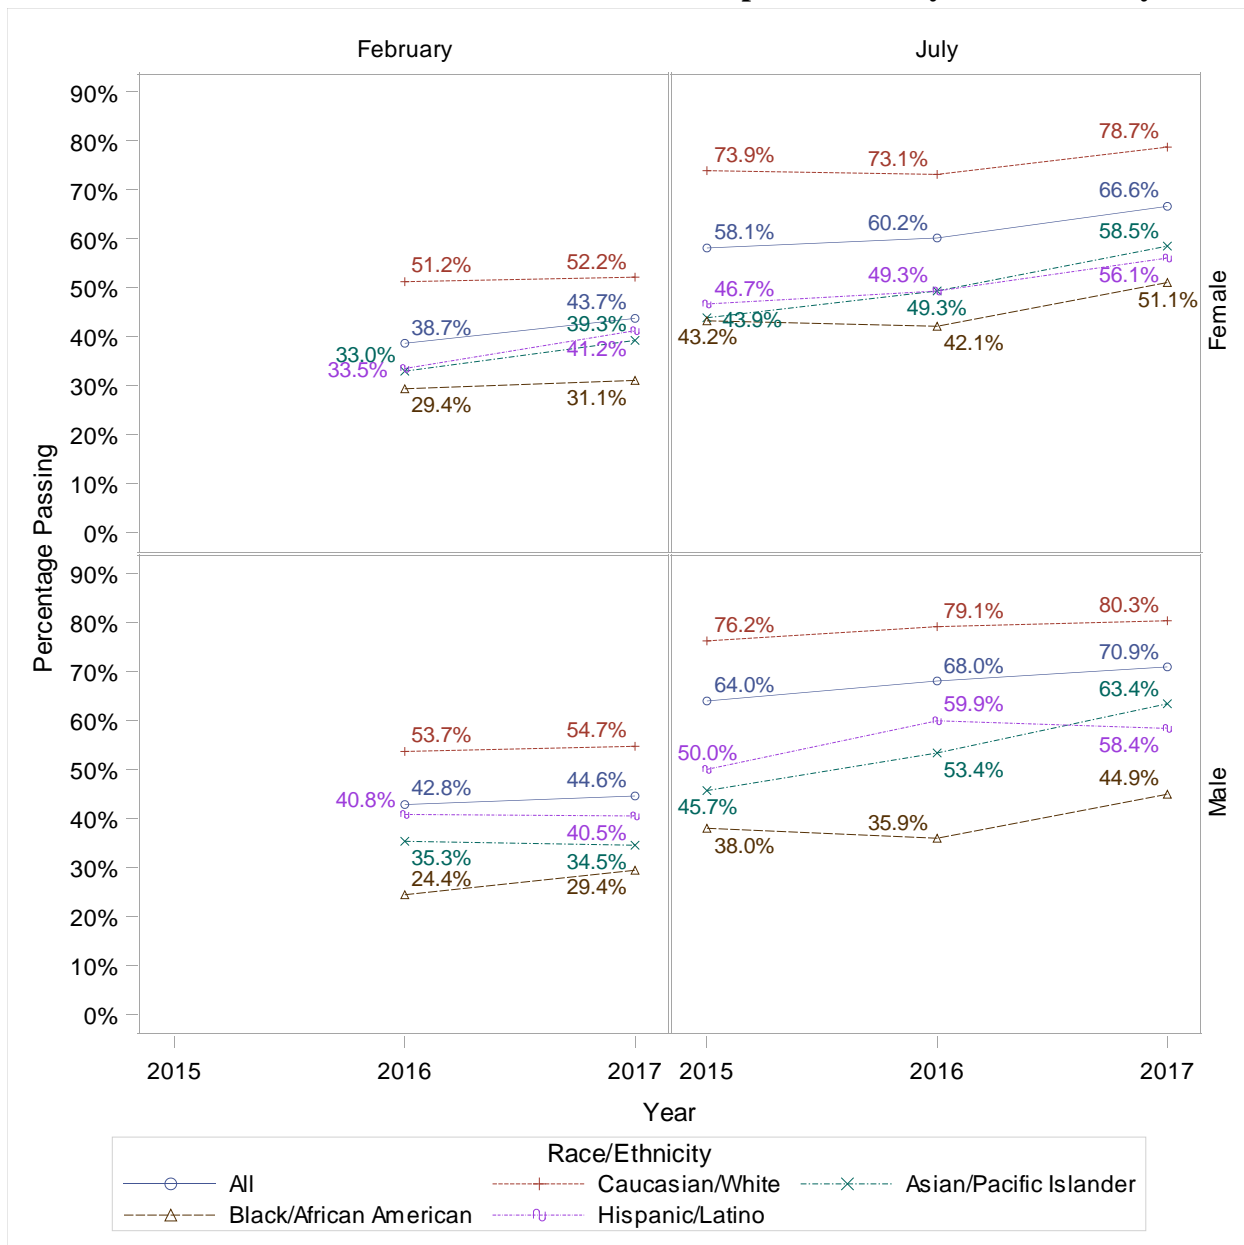 February July
90%
80%
70%
60%
50%
40%
30%
20%
10%
0%
51.2% 52.2%
38.7% 43.7%
33.0% 39.3%
33.5% 41.2%
29.4% 31.1%
73.9% 73.1% 78.7%
58.1% 60.2% 66.6%
46.7% 49.3% 56.1%
43.9% 49.3% 58.5%
43.2% 42.1% 51.1%
Female
Percentage Passing
90%
80%
70%
60%
50%
40%
30%
20%
10%
0%
53.7% 54.7%
42.8% 44.6%
40.8% 40.5%
35.3% 34.5%
24.4% 29.4%
76.2% 79.1% 80.3%
64.0% 68.0% 70.9%
50.0% 59.9% 58.4%
45.7% 53.4% 63.4%
38.0% 35.9% 44.9%
Male
2015 2016 2017 2015 2016 2017
Year
Race/Ethnicity
All Caucasian/White Asian/Pacific Islander
Black/African American Hispanic/Latino